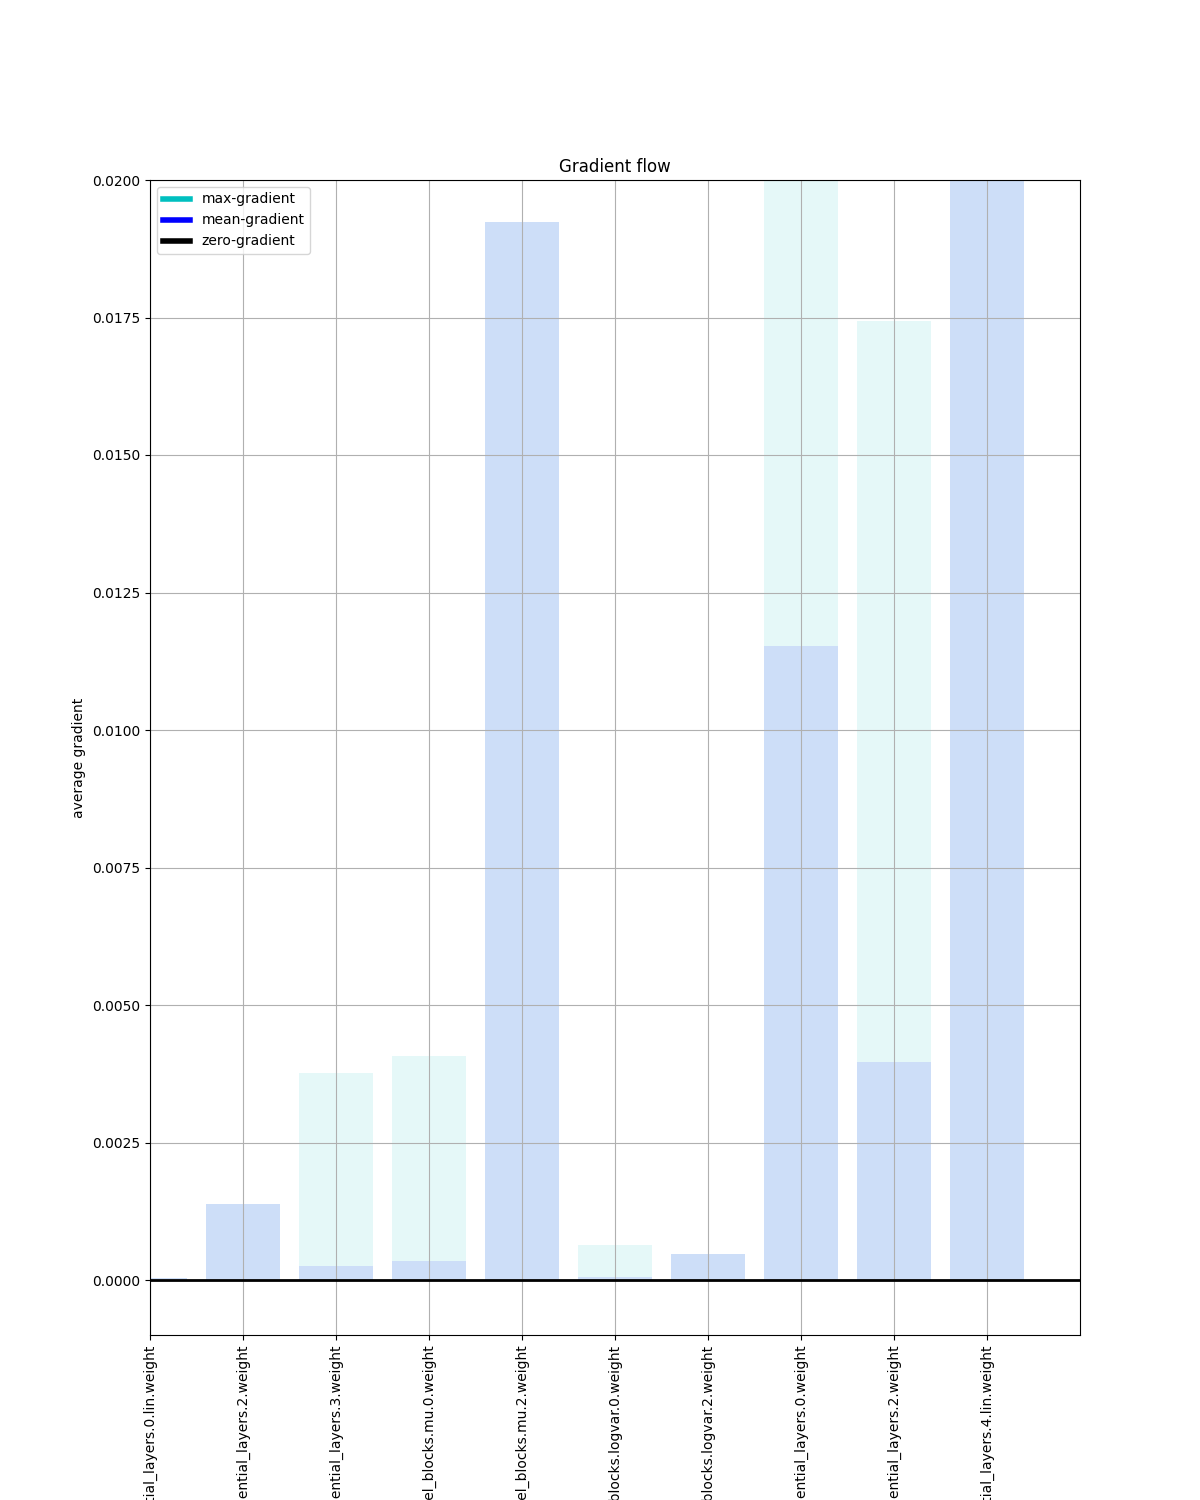 Gradient flow
max-gradient
mean-gradient
zero-gradient
0.0200
0.0175
0.0150
0.0125
0.0100
0.0075
0.0050
0.0025
0.0000
average gradient
tial_layers.0.lin.weight
ential_layers.2.weight
ential_layers.3.weight
el_blocks.mu.0.weight
el_blocks.mu.2.weight
blocks.logvar.0.weight
blocks.logvar.2.weight
ential_layers.0.weight
ential_layers.2.weight
tial_layers.4.lin.weight